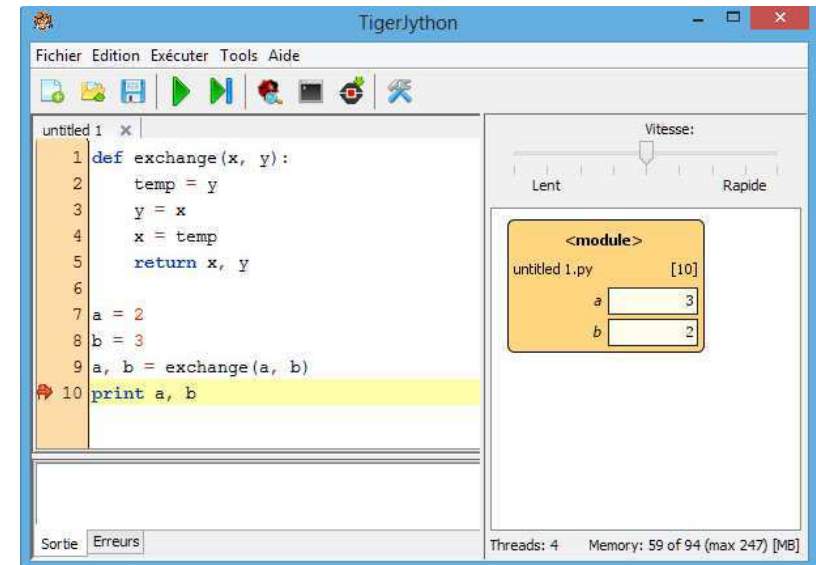 TigerJython
Fichier Edition Exécuter Tools Aide
untitled 1
1 def exchange(x, y):
2     temp = y
3     y = x
4     x = temp
5     return x, y
6
7 a = 2
8 b = 3
9 a, b = exchange(a, b)
10 print a, b
Sortie Erreurs
Vitesse:
Lent Rapide
<module>
untitled 1.py [10]
a 3
b 2
Threads: 4 Memory: 59 of 94 (max 247) [MB]